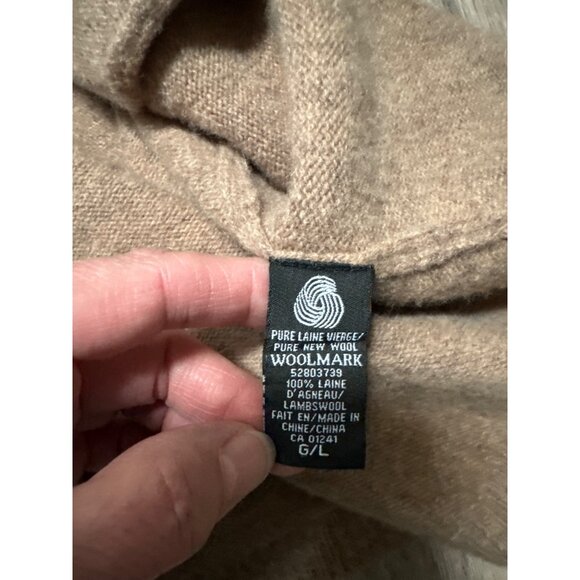 PURE LAINE VIERGE/
PURE NEW WOOL
WOOLMARK
52803739
100% LAINE
D'AGNEAU/
LAMBSWOOL
FAIT EN/MADE IN
CHINE/CHINA
CA 01241
G/L